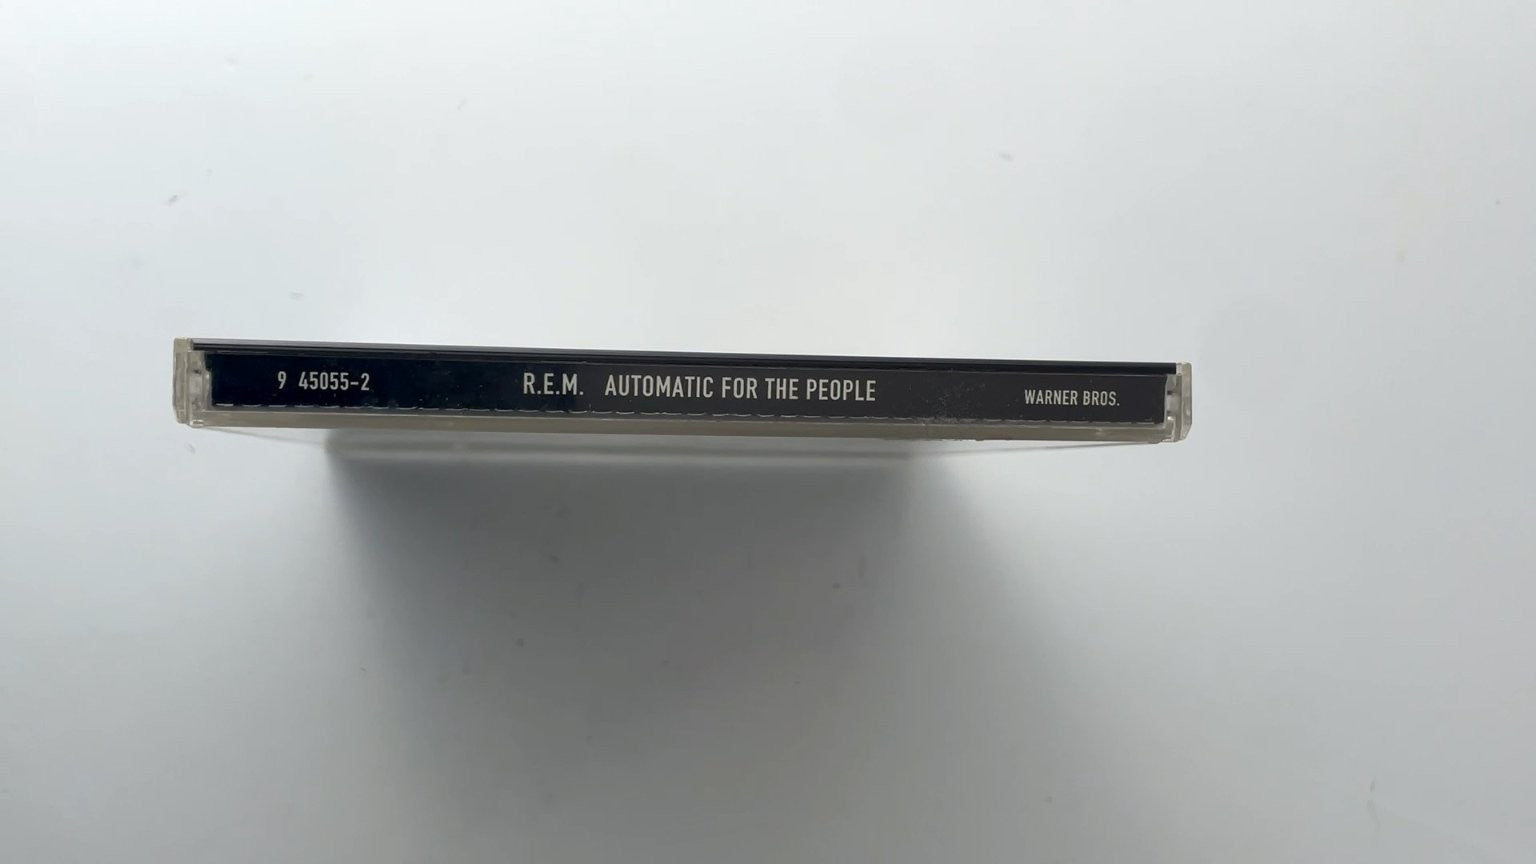 9 45055-2 R.E.M. AUTOMATIC FOR THE PEOPLE WARNER BROS.